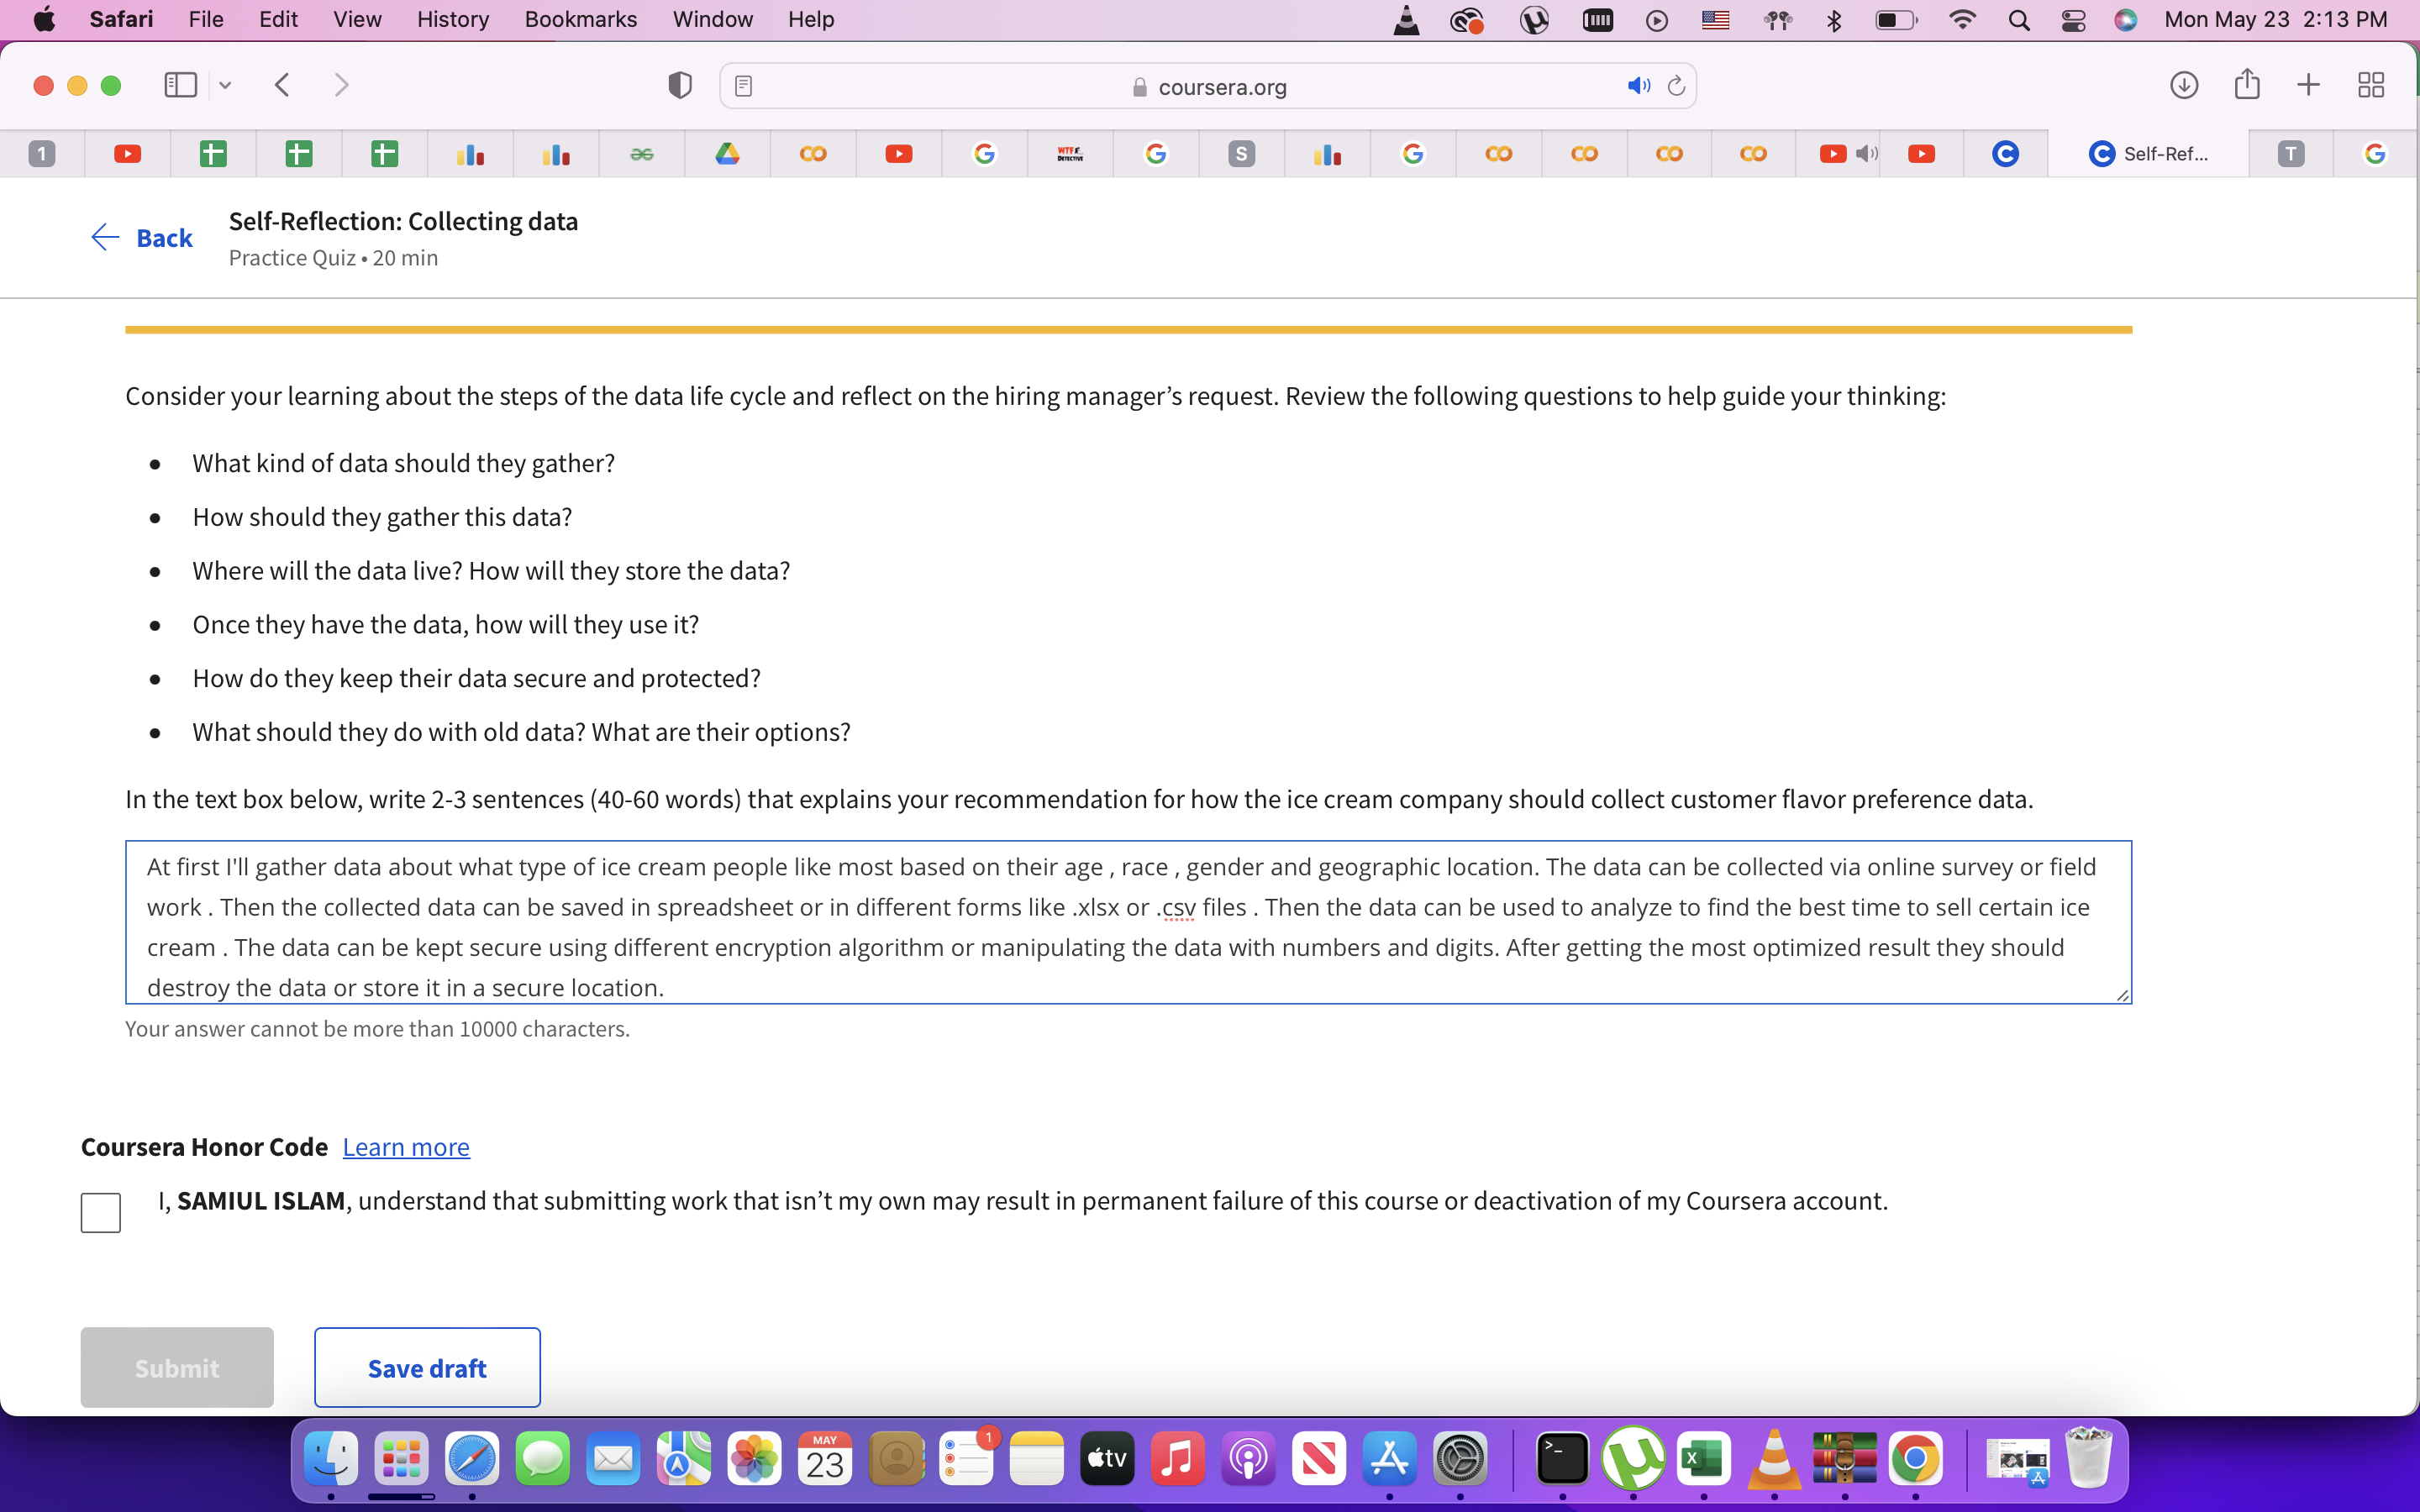 Safari File Edit View History Bookmarks Window Help Mon May 23 2:13 PM
coursera.org
1 WTF DETECTIVE S Self-Ref... T
Back
Self-Reflection: Collecting data
Practice Quiz • 20 min
Consider your learning about the steps of the data life cycle and reflect on the hiring manager’s request. Review the following questions to help guide your thinking:
• What kind of data should they gather?
• How should they gather this data?
• Where will the data live? How will they store the data?
• Once they have the data, how will they use it?
• How do they keep their data secure and protected?
• What should they do with old data? What are their options?
In the text box below, write 2-3 sentences (40-60 words) that explains your recommendation for how the ice cream company should collect customer flavor preference data.
At first I'll gather data about what type of ice cream people like most based on their age , race , gender and geographic location. The data can be collected via online survey or field
work . Then the collected data can be saved in spreadsheet or in different forms like .xlsx or .csv files . Then the data can be used to analyze to find the best time to sell certain ice
cream . The data can be kept secure using different encryption algorithm or manipulating the data with numbers and digits. After getting the most optimized result they should
destroy the data or store it in a secure location.
Your answer cannot be more than 10000 characters.
Coursera Honor Code Learn more
I, SAMIUL ISLAM, understand that submitting work that isn’t my own may result in permanent failure of this course or deactivation of my Coursera account.
Submit
Save draft
MAY
23
1
tv